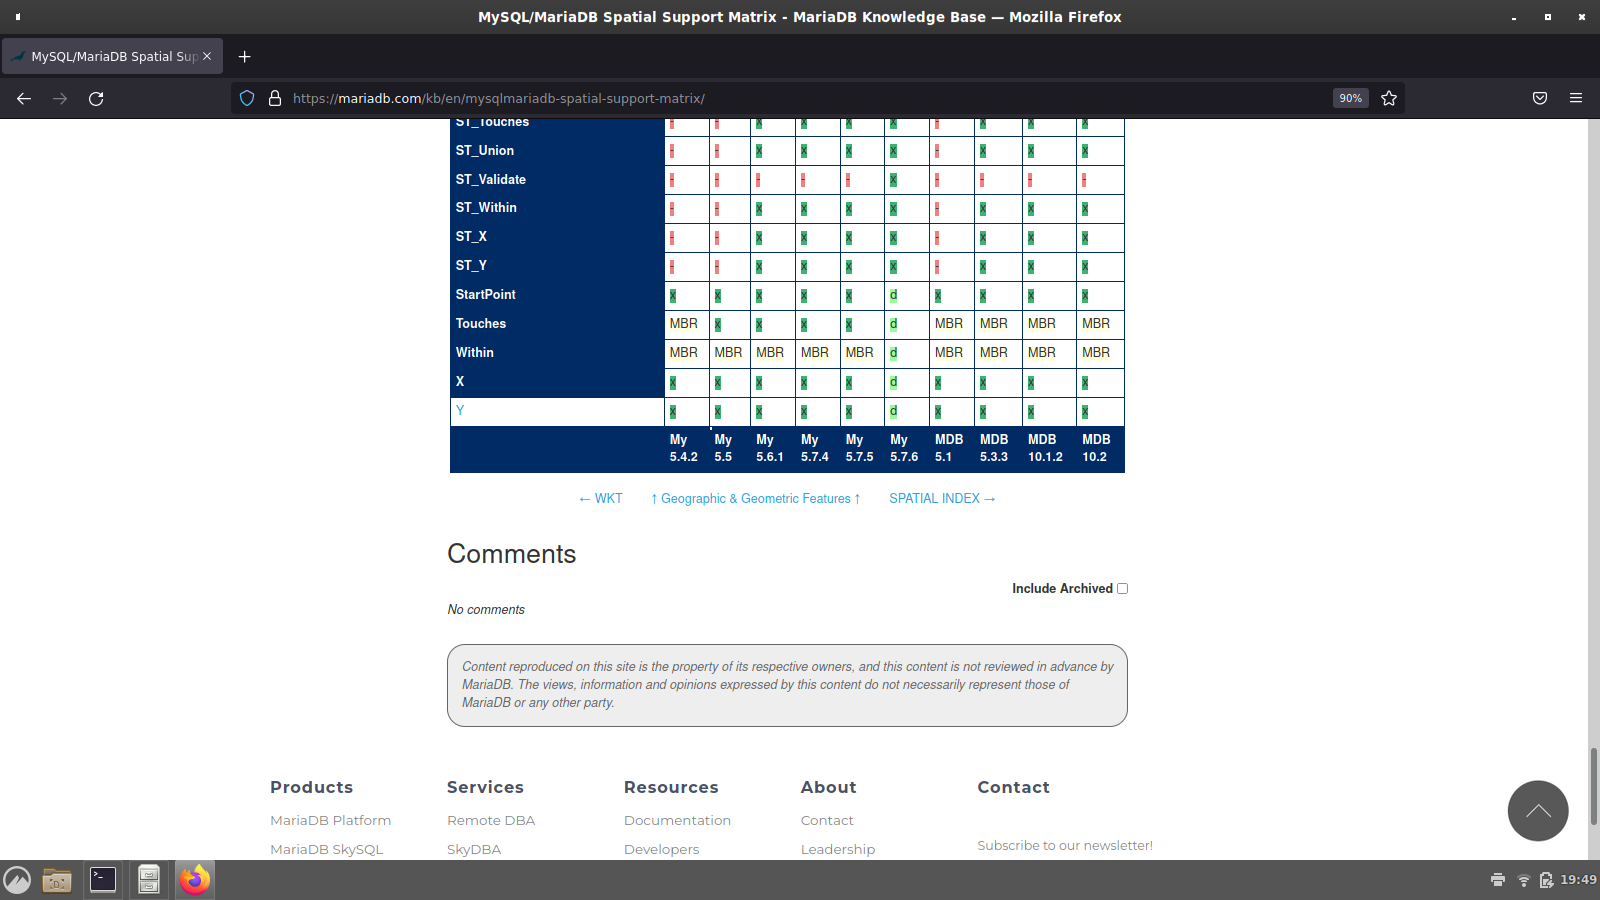 MySQL/MariaDB Spatial Support Matrix - MariaDB Knowledge Base — Mozilla Firefox
MySQL/MariaDB Spatial Sup
https://mariadb.com/kb/en/mysqlmariadb-spatial-support-matrix/ 90%
ST_Touches - - x x x x - x x x
ST_Union - - x x x x - x x x
ST_Validate - - - - - x - - - -
ST_Within - - x x x x - x x x
ST_X - - x x x x - x x x
ST_Y - - x x x x - x x x
StartPoint x x x x x d x x x x
Touches MBR x x x x d MBR MBR MBR MBR
Within MBR MBR MBR MBR MBR d MBR MBR MBR MBR
X x x x x x d x x x x
Y x x x x x d x x x x
My My My My My My MDB MDB MDB MDB
5.4.2 5.5 5.6.1 5.7.4 5.7.5 5.7.6 5.1 5.3.3 10.1.2 10.2
← WKT ↑ Geographic & Geometric Features ↑ SPATIAL INDEX →
Comments
Include Archived
No comments
Content reproduced on this site is the property of its respective owners, and this content is not reviewed in advance by
MariaDB. The views, information and opinions expressed by this content do not necessarily represent those of
MariaDB or any other party.
Products Services Resources About Contact
MariaDB Platform Remote DBA Documentation Contact
Subscribe to our newsletter!
MariaDB SkySQL SkyDBA Developers Leadership
19:49